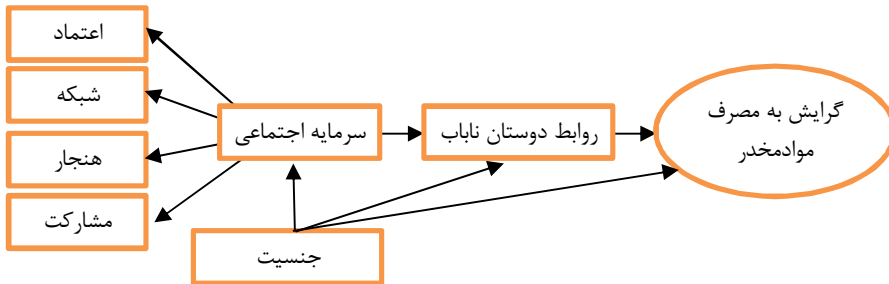 اعتماد
شبکه
هنجار
مشارکت
سرمایه اجتماعی
روابط دوستان ناباب
گرایش به مصرف
موادمخدر
جنسیت